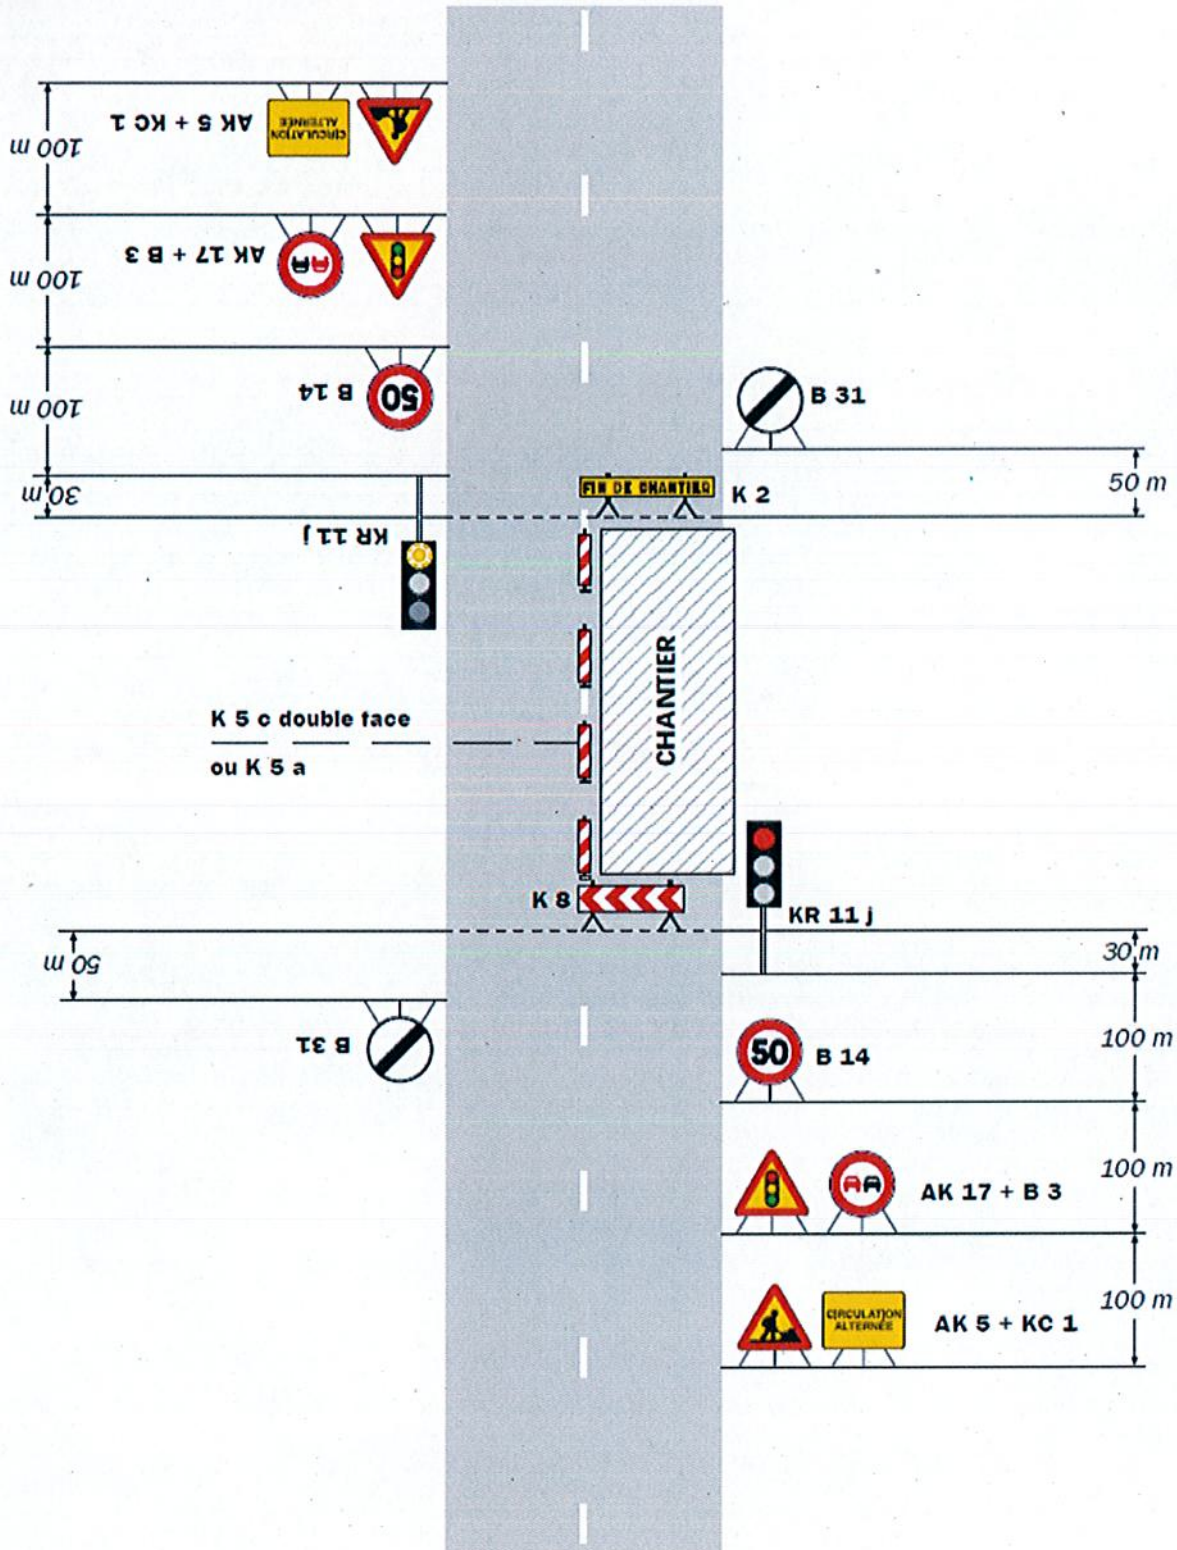 100 m
AK 5 + KC 1
CIRCULATION
ALTERNÉE
100 m
AK 17 + B 3
100 m
B 14
50
B 31
30 m
KR 11 j
FIN DE CHANTIER
K 2
50 m
CHANTIER
K 5 c double face
ou K 5 a
K 8
KR 11 j
50 m
30 m
B 31
50
B 14
100 m
AK 17 + B 3
100 m
CIRCULATION
ALTERNÉE
AK 5 + KC 1
100 m